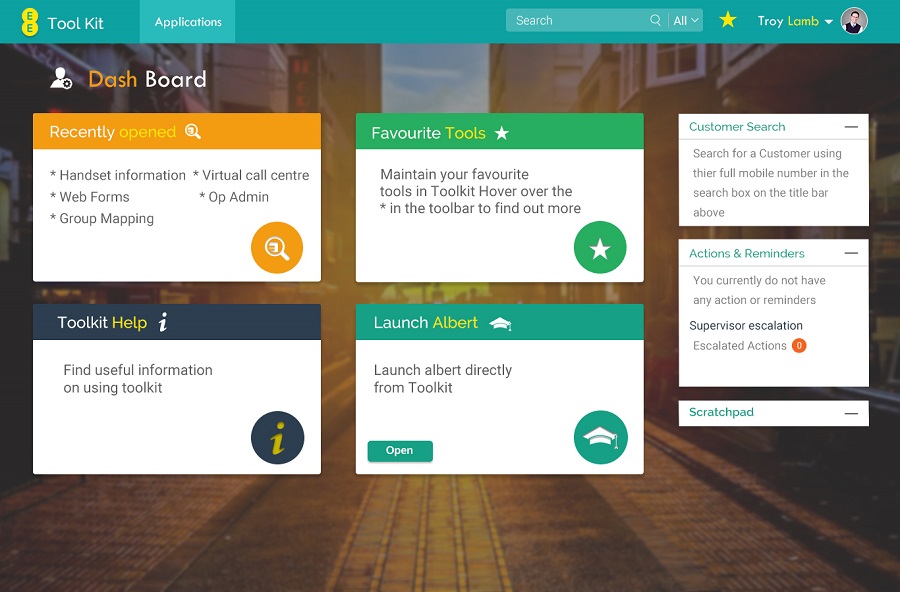 EE
Tool Kit
Applications
Search
All
Troy Lamb
Dash Board
Recently opened
* Handset information * Virtual call centre
* Web Forms * Op Admin
* Group Mapping
Favourite Tools
Maintain your favourite
tools in Toolkit Hover over the
* in the toolbar to find out more
Toolkit Help
Find useful information
on using toolkit
Launch Albert
Launch albert directly
from Toolkit
Open
Customer Search
Search for a Customer using
thier full mobile number in the
search box on the title bar
above
Actions & Reminders
You currently do not have
any action or reminders
Supervisor escalation
Escalated Actions 0
Scratchpad